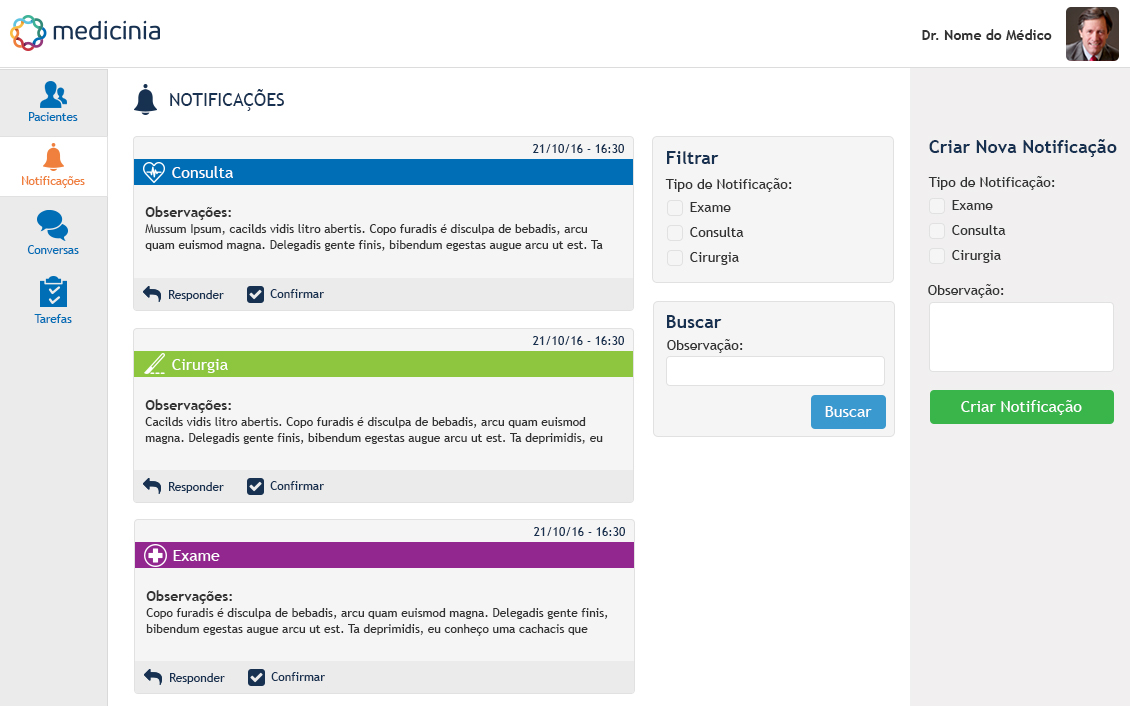 medicinia
Dr. Nome do Médico
Pacientes
Notificações
Conversas
Tarefas
NOTIFICAÇÕES
21/10/16 - 16:30
Consulta
Observações:
Mussum Ipsum, cacilds vidis litro abertis. Copo furadis é disculpa de bebadis, arcu
quam euismod magna. Delegadis gente finis, bibendum egestas augue arcu ut est. Ta
Responder
Confirmar
21/10/16 - 16:30
Cirurgia
Observações:
Cacilds vidis litro abertis. Copo furadis é disculpa de bebadis, arcu quam euismod
magna. Delegadis gente finis, bibendum egestas augue arcu ut est. Ta deprimidis, eu
Responder
Confirmar
21/10/16 - 16:30
Exame
Observações:
Copo furadis é disculpa de bebadis, arcu quam euismod magna. Delegadis gente finis,
bibendum egestas augue arcu ut est. Ta deprimidis, eu conheço uma cachacis que
Responder
Confirmar
Filtrar
Tipo de Notificação:
Exame
Consulta
Cirurgia
Buscar
Observação:
Buscar
Criar Nova Notificação
Tipo de Notificação:
Exame
Consulta
Cirurgia
Observação:
Criar Notificação